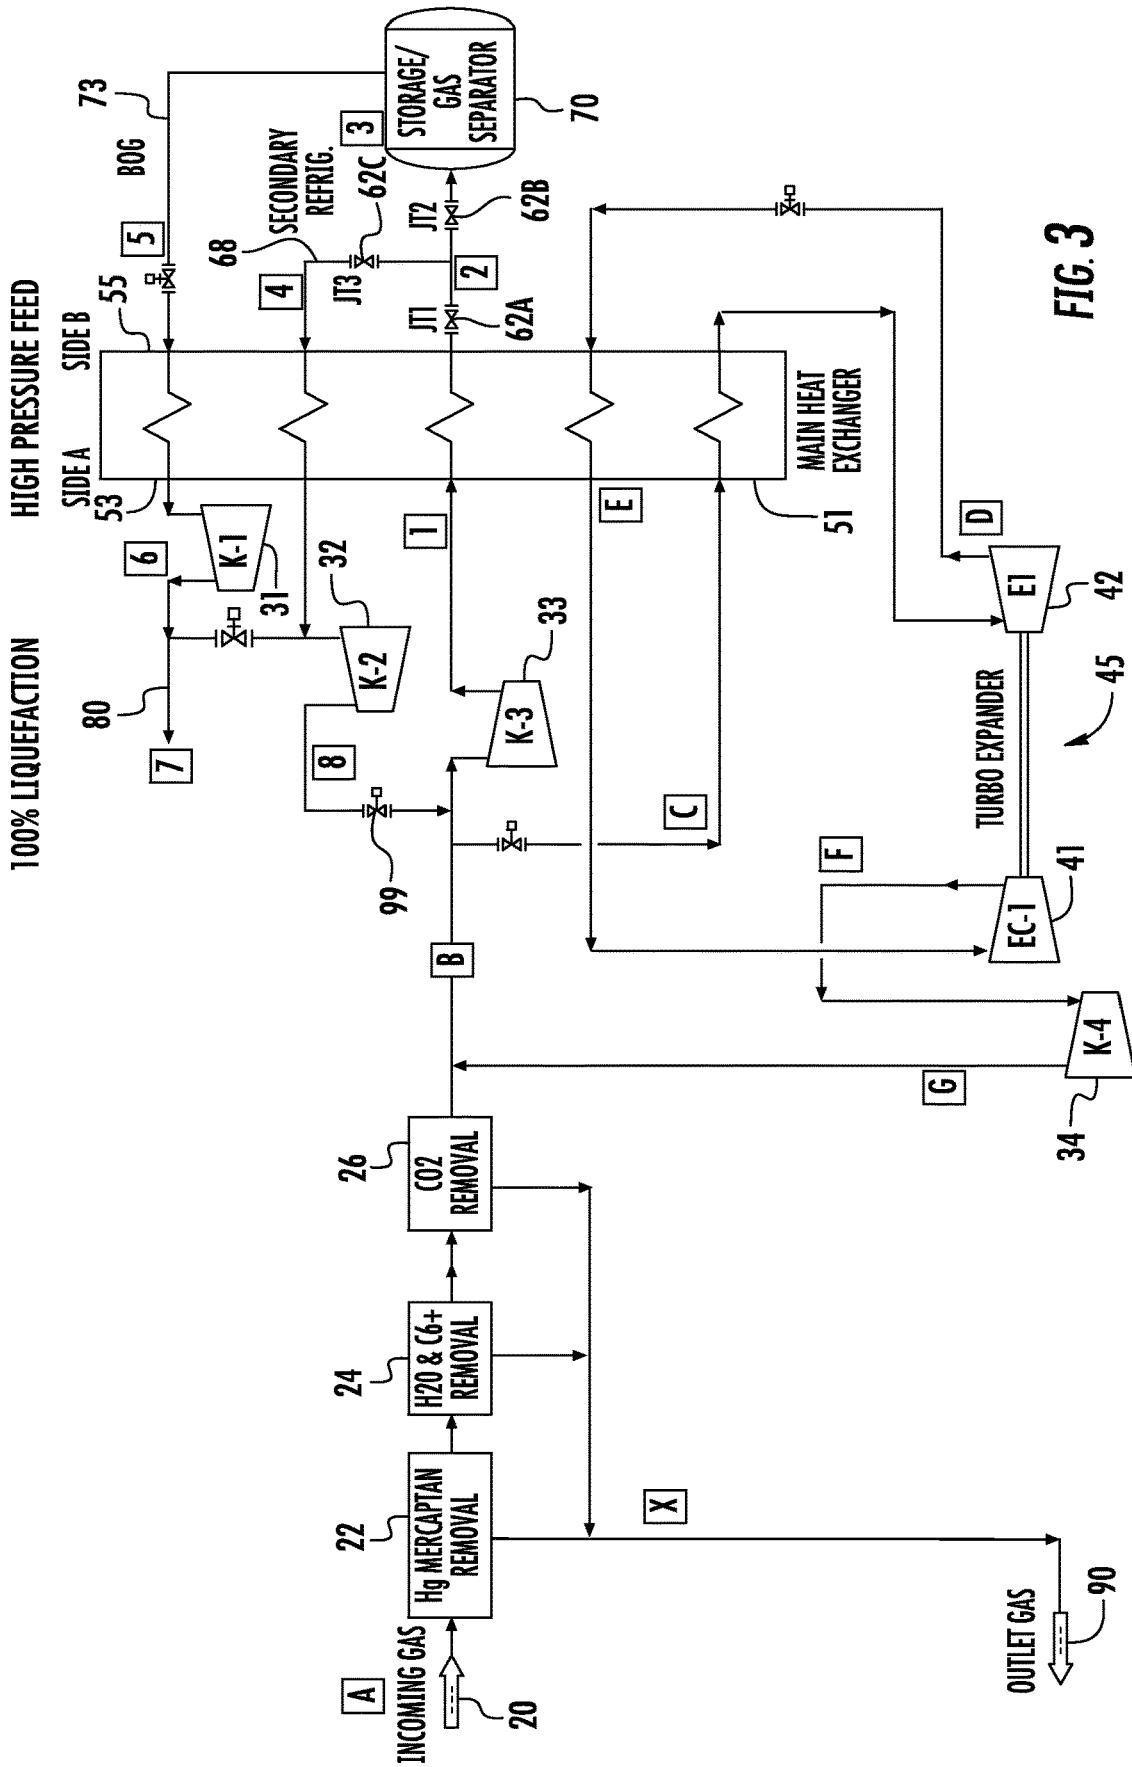 100% LIQUEFACTION
HIGH PRESSURE FEED
SIDE A
SIDE B
53
55
73
BOG
5
6
K-1
31
80
7
68
SECONDARY
REFRIG.
4
JT3
62C
3
STORAGE/
GAS
SEPARATOR
70
K-2
32
8
99
JT1
62A
2
JT2
62B
1
K-3
33
B
C
E
MAIN HEAT
EXCHANGER
51
D
E1
42
TURBO EXPANDER
45
F
EC-1
41
K-4
34
G
26
CO2
REMOVAL
24
H2O & C6+
REMOVAL
22
Hg MERCAPTAN
REMOVAL
X
A
INCOMING GAS
20
OUTLET GAS
90
FIG. 3